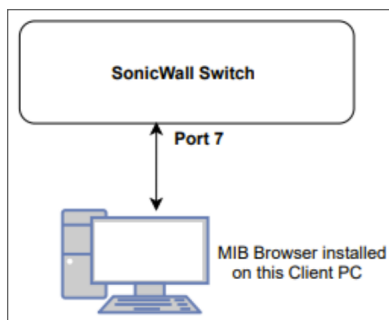 SonicWall Switch
Port 7
MIB Browser installed
on this Client PC